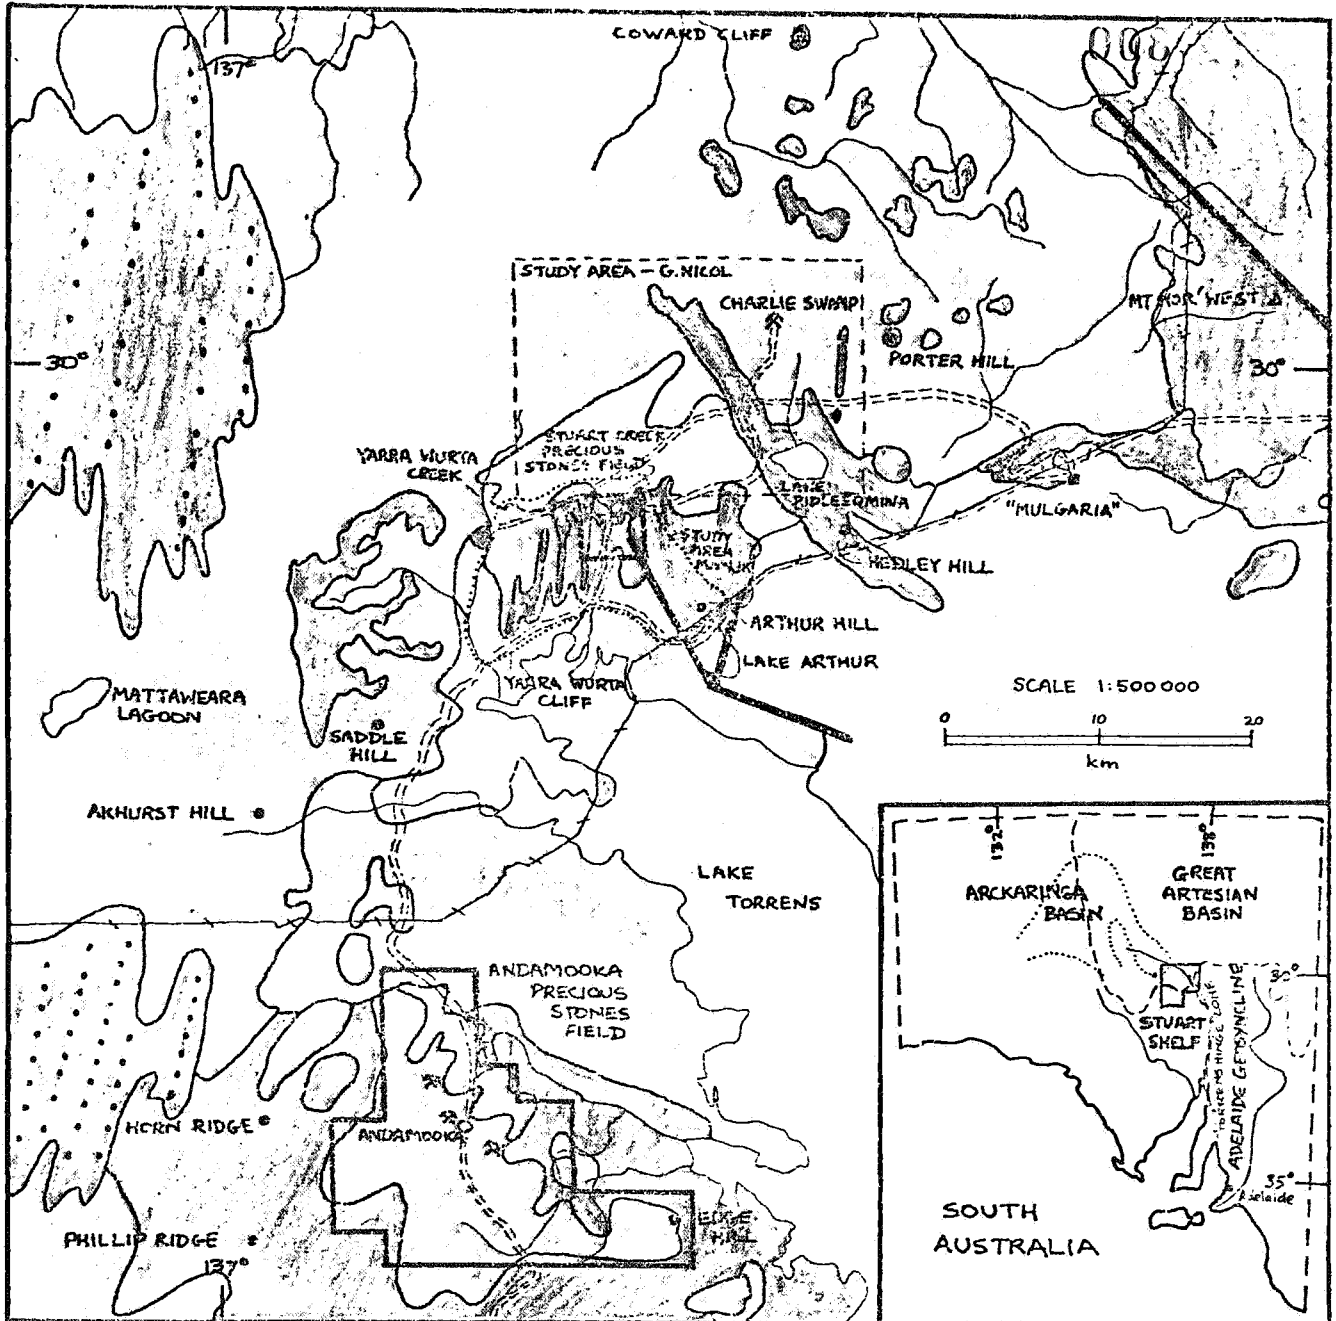 COWARD CLIFF
137°
STUDY AREA - G. NICOL
CHARLIE SWAMP
MT NOR' WEST
30°
PORTER HILL
30°
STUART CREEK
PRECIOUS
STONES FIELD
YARRA WURTA
CREEK
LAKE
"MULGARIA"
STUDY
AREA
HEDLEY HILL
ARTHUR HILL
LAKE ARTHUR
MATTAWEARA
LAGOON
YARRA WURTA
CLIFF
SCALE 1:500 000
0 10 20
km
SADDLE
HILL
AKHURST HILL
LAKE
TORRENS
132°
138°
ARCKARINGA
BASIN
GREAT
ARTESIAN
BASIN
30°
STUART
SHELF
TORRENS HINGE ZONE
ADELAIDE GEOSYNCLINE
35°
Adelaide
SOUTH
AUSTRALIA
ANDAMOOKA
PRECIOUS
STONES
FIELD
HORN RIDGE
ANDAMOOKA
EDGE
HILL
PHILLIP RIDGE
137°